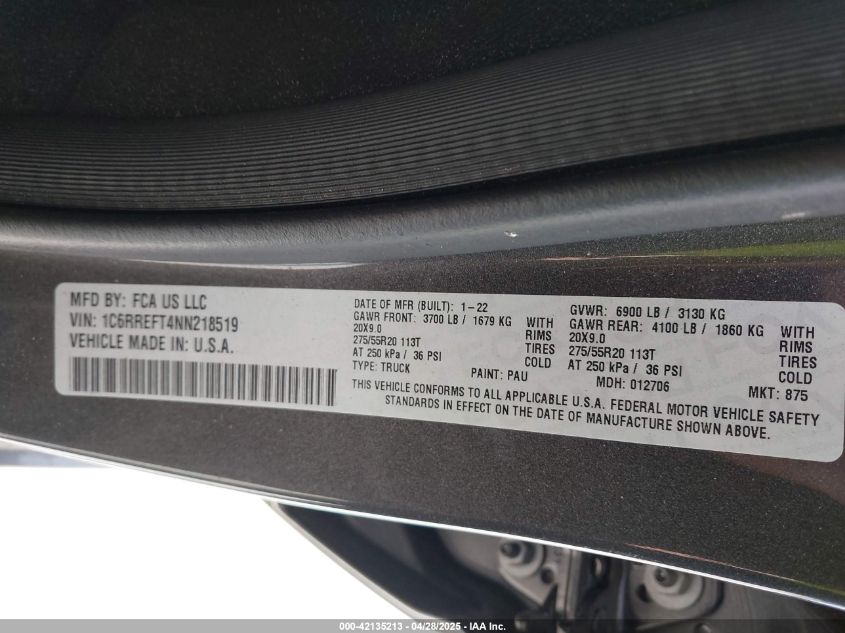 MFD BY: FCA US LLC
VIN: 1C6RREFT4NN218519
VEHICLE MADE IN: U.S.A.
DATE OF MFR (BUILT): 1-22
GAWR FRONT: 3700 LB / 1679 KG WITH
20X9.0 RIMS
275/55R20 113T TIRES
AT 250 kPa / 36 PSI COLD
TYPE: TRUCK PAINT: PAU
GVWR: 6900 LB / 3130 KG
GAWR REAR: 4100 LB / 1860 KG WITH
20X9.0 RIMS
275/55R20 113T TIRES
AT 250 kPa / 36 PSI COLD
MDH: 012706 MKT: 875
THIS VEHICLE CONFORMS TO ALL APPLICABLE U.S.A. FEDERAL MOTOR VEHICLE SAFETY
STANDARDS IN EFFECT ON THE DATE OF MANUFACTURE SHOWN ABOVE.
000-42135213 - 04/28/2025 - IAA Inc.